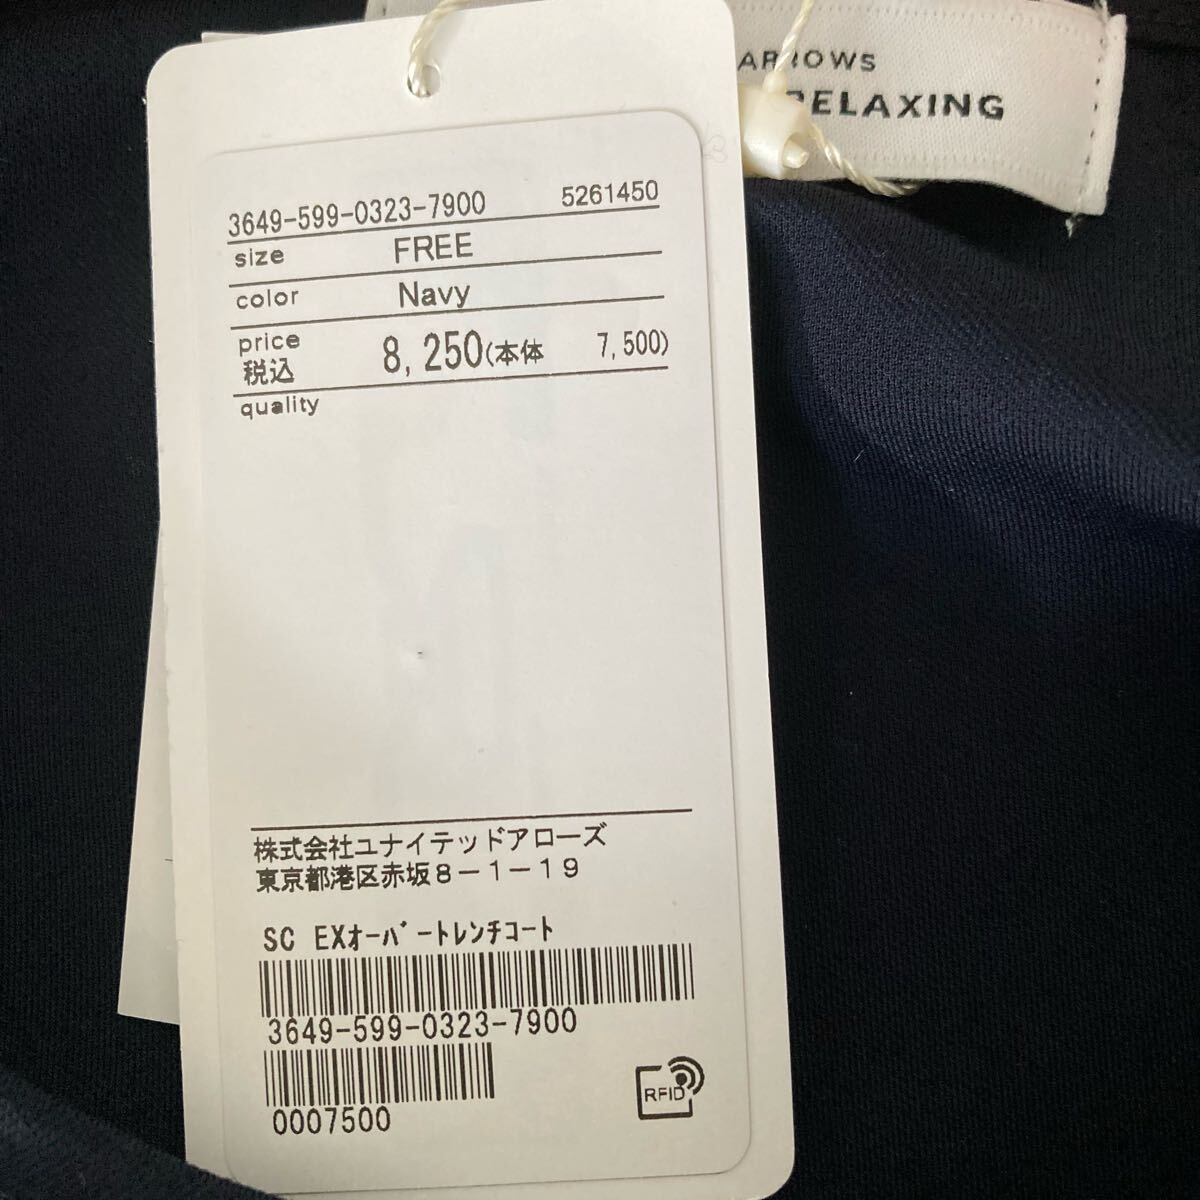 ARROWS
RELAXING
3649-599-0323-7900 5261450
size FREE
color Navy
price
税込 8,250(本体 7,500)
quality
株式会社ユナイテッドアローズ
東京都港区赤坂8-1-19
SC EXオーバートレンチコート
3649-599-0323-7900
0007500
RFID